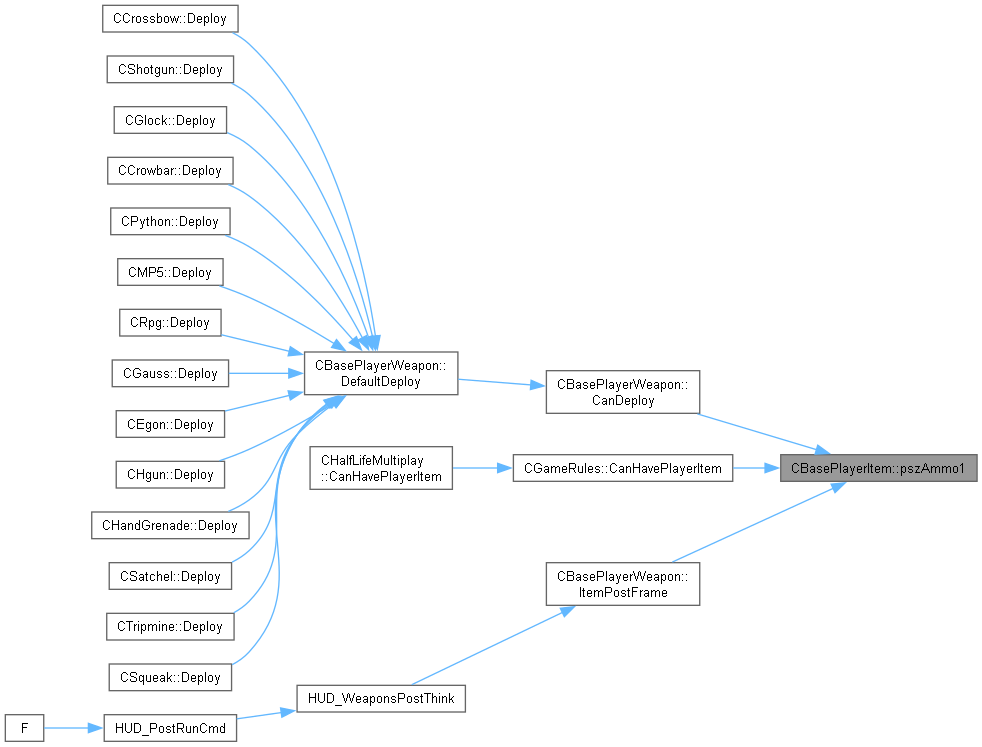 CCrossbow::Deploy
CShotgun::Deploy
CGlock::Deploy
CCrowbar::Deploy
CPython::Deploy
CMP5::Deploy
CRpg::Deploy
CGauss::Deploy
CEgon::Deploy
CHgun::Deploy
CHandGrenade::Deploy
CSatchel::Deploy
CTripmine::Deploy
CSqueak::Deploy
F
HUD_PostRunCmd
CBasePlayerWeapon::
DefaultDeploy
CHalfLifeMultiplay
::CanHavePlayerItem
HUD_WeaponsPostThink
CBasePlayerWeapon::
CanDeploy
CGameRules::CanHavePlayerItem
CBasePlayerWeapon::
ItemPostFrame
CBasePlayerItem::pszAmmo1